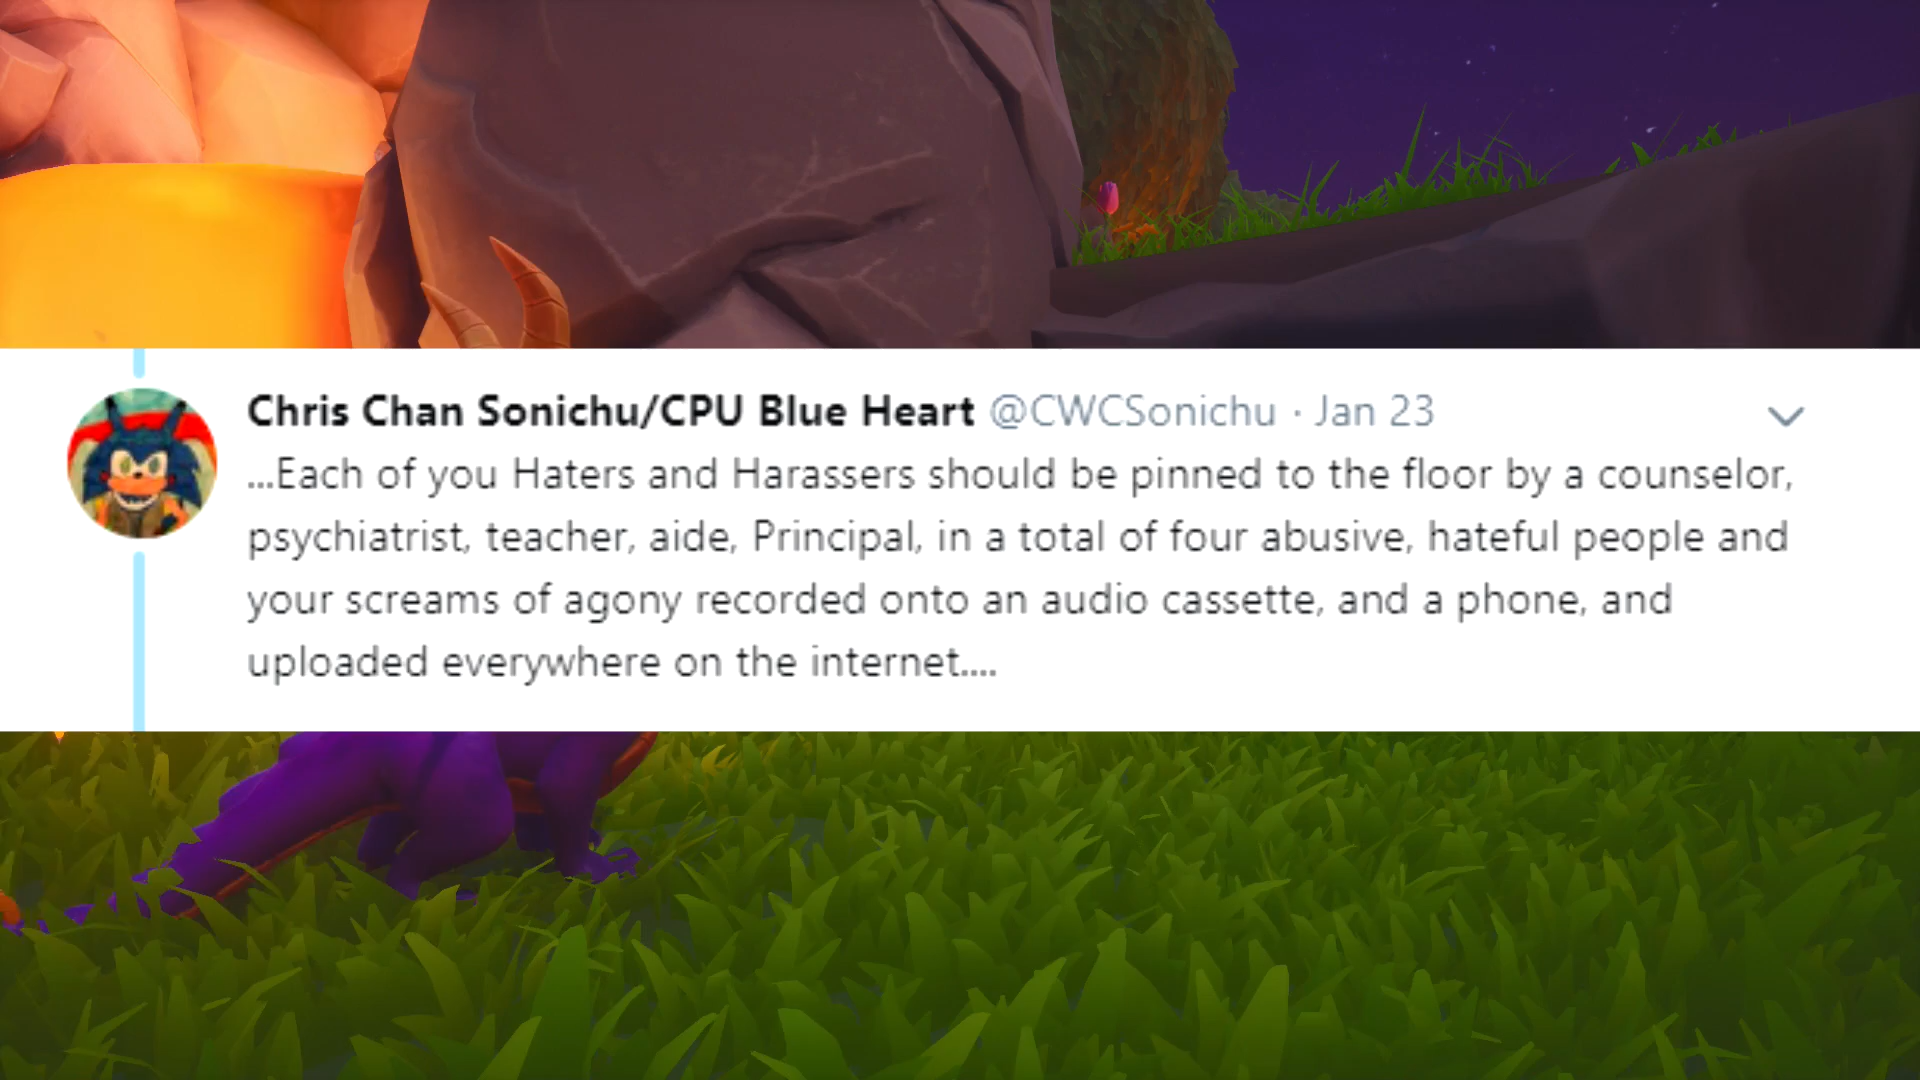 Chris Chan Sonichu/CPU Blue Heart @CWCSonichu · Jan 23
...Each of you Haters and Harassers should be pinned to the floor by a counselor,
psychiatrist, teacher, aide, Principal, in a total of four abusive, hateful people and
your screams of agony recorded onto an audio cassette, and a phone, and
uploaded everywhere on the internet....